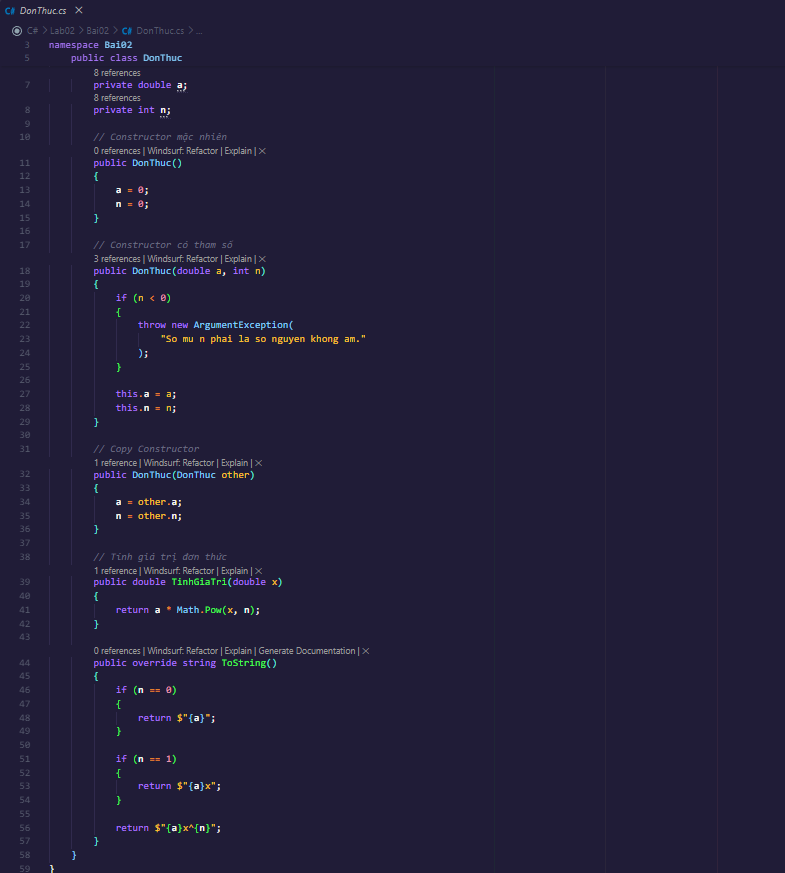 C# DonThuc.cs ×
C# > Lab02 > Bai02 > C# DonThuc.cs > ...
3 namespace Bai02
5 public class DonThuc
8 references
7 private double a;
8 references
8 private int n;
9
10 // Constructor mặc nhiên
0 references | Windsurf: Refactor | Explain | ×
11 public DonThuc()
12 {
13 a = 0;
14 n = 0;
15 }
16
17 // Constructor có tham số
3 references | Windsurf: Refactor | Explain | ×
18 public DonThuc(double a, int n)
19 {
20 if (n < 0)
21 {
22 throw new ArgumentException(
23 "So mu n phai la so nguyen khong am."
24 );
25 }
26
27 this.a = a;
28 this.n = n;
29 }
30
31 // Copy Constructor
1 reference | Windsurf: Refactor | Explain | ×
32 public DonThuc(DonThuc other)
33 {
34 a = other.a;
35 n = other.n;
36 }
37
38 // Tính giá trị đơn thức
1 reference | Windsurf: Refactor | Explain | ×
39 public double TinhGiaTri(double x)
40 {
41 return a * Math.Pow(x, n);
42 }
43
0 references | Windsurf: Refactor | Explain | Generate Documentation | ×
44 public override string ToString()
45 {
46 if (n == 0)
47 {
48 return $"{a}";
49 }
50
51 if (n == 1)
52 {
53 return $"{a}x";
54 }
55
56 return $"{a}x^{n}";
57 }
58 }
59 }